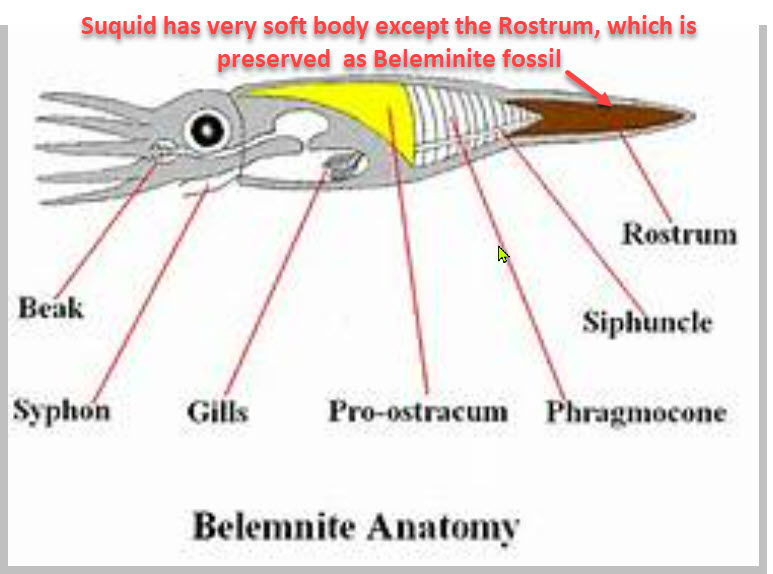 Suquid has very soft body except the Rostrum, which is
preserved as Beleminite fossil
Rostrum
Beak
Siphuncle
Syphon
Gills
Pro-ostracum
Phragmocone
Belemnite Anatomy